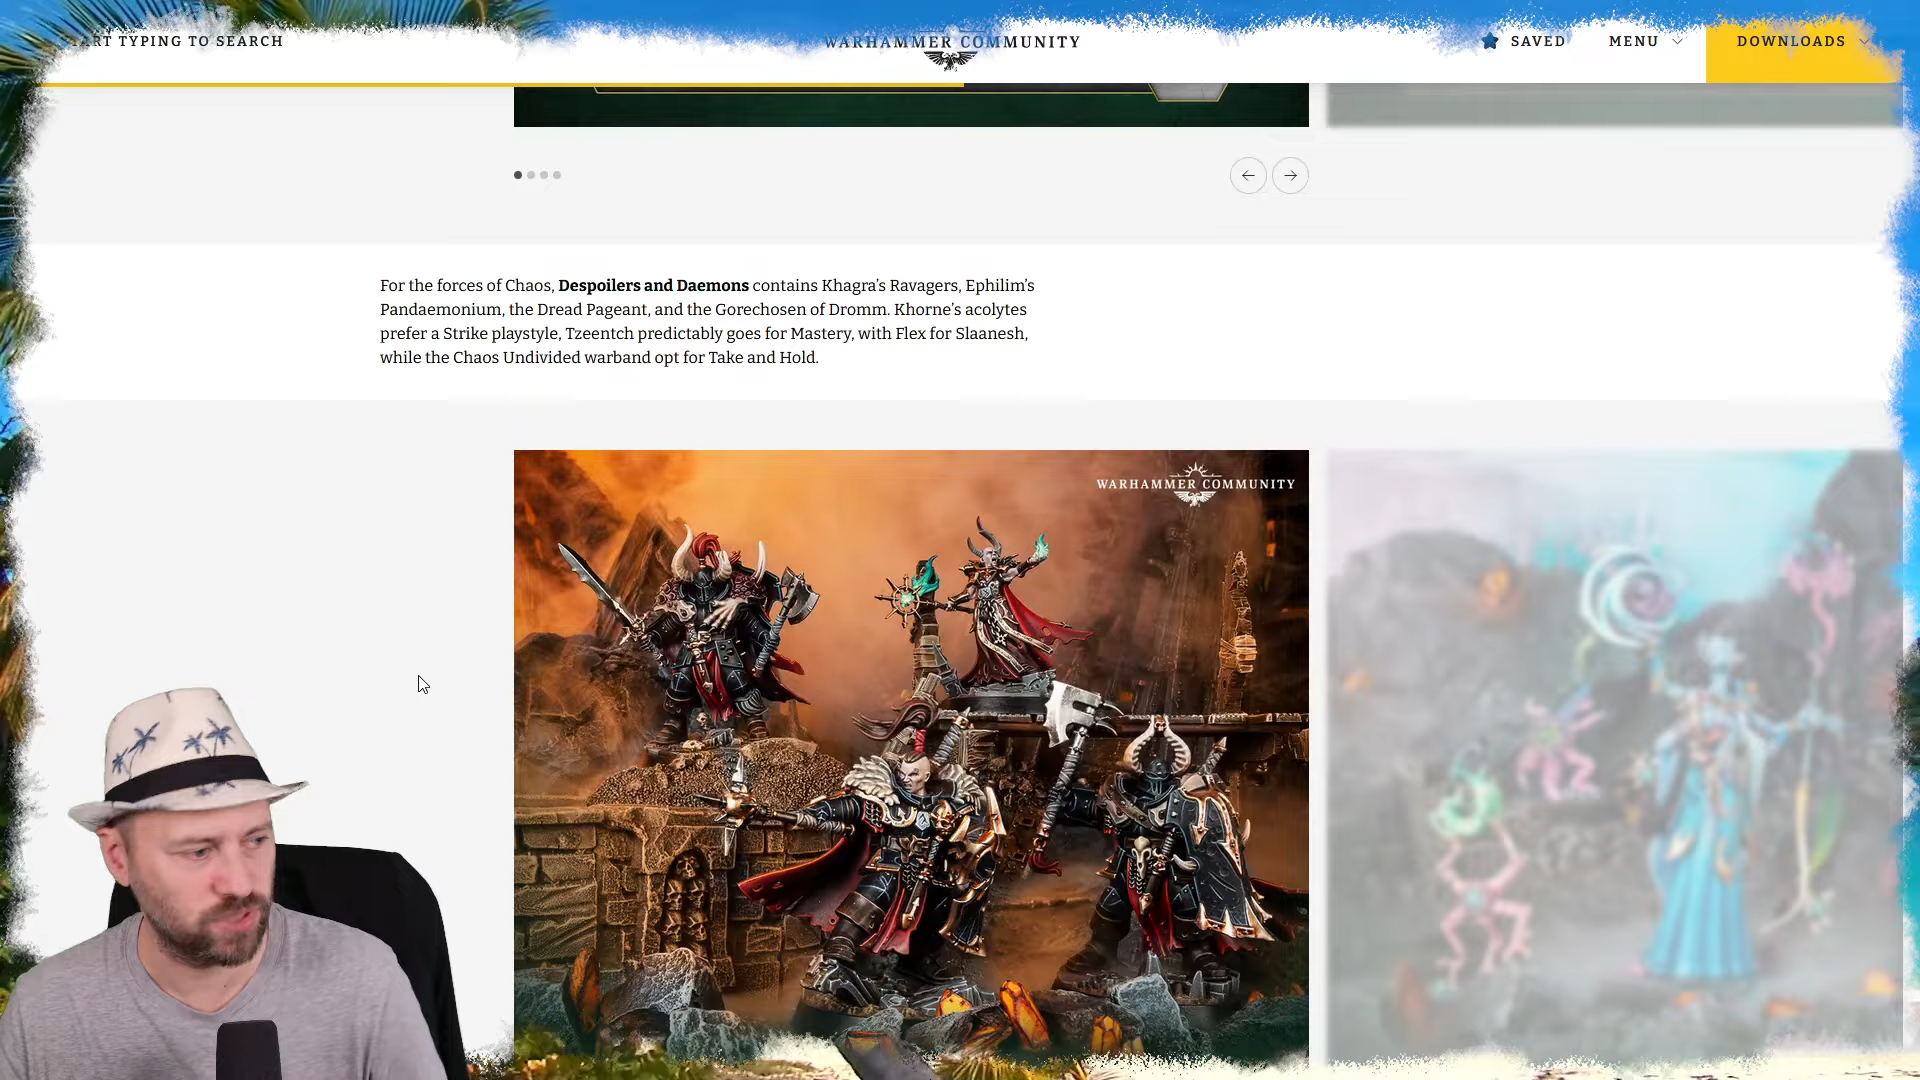 ART TYPING TO SEARCH
WARHAMMER COMMUNITY
SAVED
MENU
DOWNLOADS
For the forces of Chaos, Despoilers and Daemons contains Khagra’s Ravagers, Ephilim’s
Pandaemonium, the Dread Pageant, and the Gorechosen of Dromm. Khorne’s acolytes
prefer a Strike playstyle, Tzeentch predictably goes for Mastery, with Flex for Slaanesh,
while the Chaos Undivided warband opt for Take and Hold.
WARHAMMER COMMUNITY